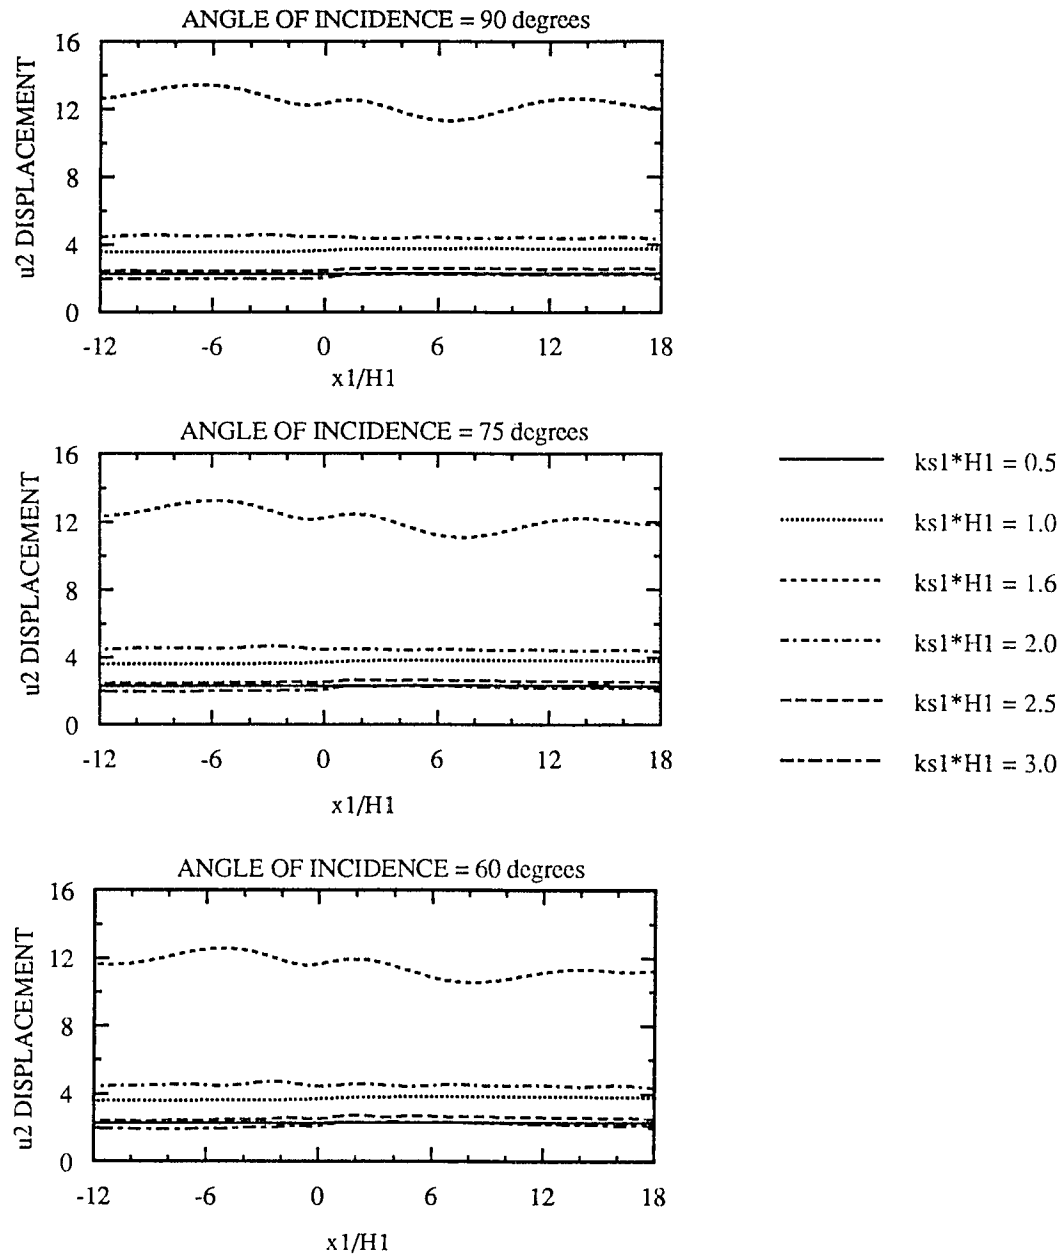 ANGLE OF INCIDENCE = 90 degrees
16
12
8
4
0
u2 DISPLACEMENT
-12 -6 0 6 12 18
x1/H1
ANGLE OF INCIDENCE = 75 degrees
16
12
8
4
0
u2 DISPLACEMENT
-12 -6 0 6 12 18
x1/H1
ks1*H1 = 0.5
ks1*H1 = 1.0
ks1*H1 = 1.6
ks1*H1 = 2.0
ks1*H1 = 2.5
ks1*H1 = 3.0
ANGLE OF INCIDENCE = 60 degrees
16
12
8
4
0
u2 DISPLACEMENT
-12 -6 0 6 12 18
x1/H1